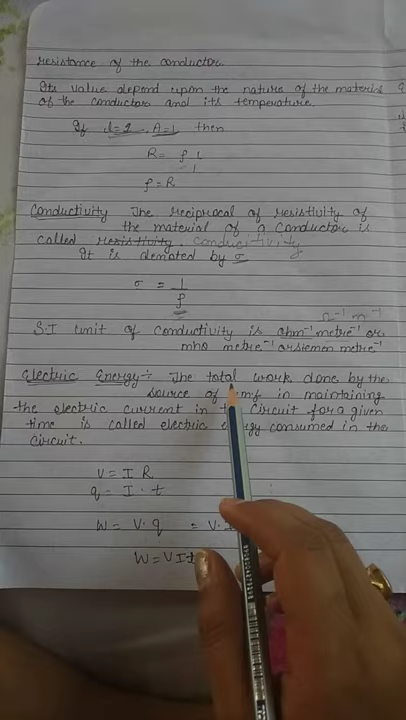 resistance of the conductor.
Its value depend upon the nature of the material
of the conductors and its temperature.
If l=1, A=1 then
R = ρ l
1
ρ = R
Conductivity The reciprocal of resistivity of
the material of a conductor is
called resistivity. Conductivity
It is denoted by σ
σ = 1
ρ
Ω⁻¹ m⁻¹
S.I unit of conductivity is ohm⁻¹ metre⁻¹ or
mho metre⁻¹ or siemen metre⁻¹
Electric Energy:- The total work done by the
source of emf in maintaining
the electric current in the Circuit for a given
time is called electric energy consumed in the
Circuit.
V = I R
q = I . t
W = V. q = V. I
W = V I t